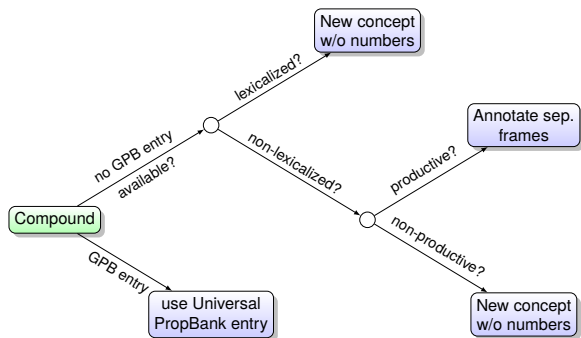 New concept
w/o numbers
lexicalized?
no GPB entry
available?
non-lexicalized?
Annotate sep.
frames
productive?
Compound
non-productive?
GPB entry
use Universal
PropBank entry
New concept
w/o numbers